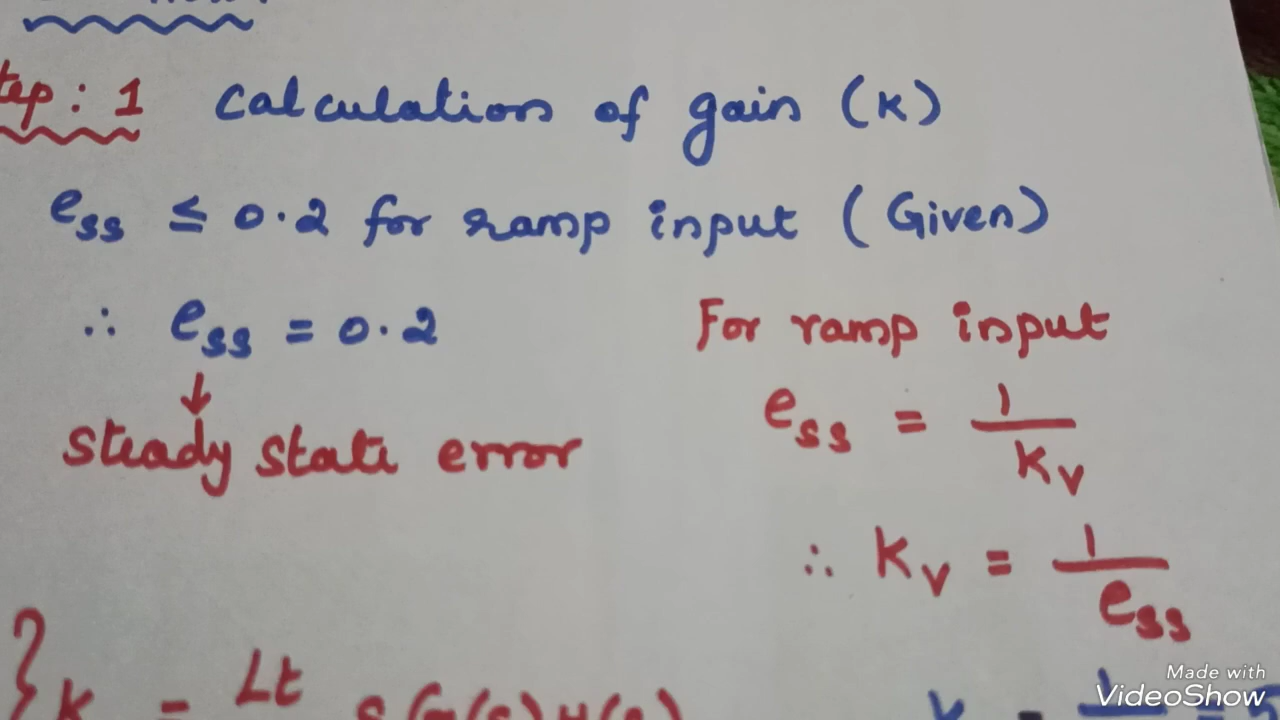 Step: 1 Calculation of gain (K)
ess ≤ 0.2 for ramp input (Given)
∴ ess = 0.2
steady state error
For ramp input
ess = 1/Kv
∴ Kv = 1/ess
Lt
Made with
VideoShow